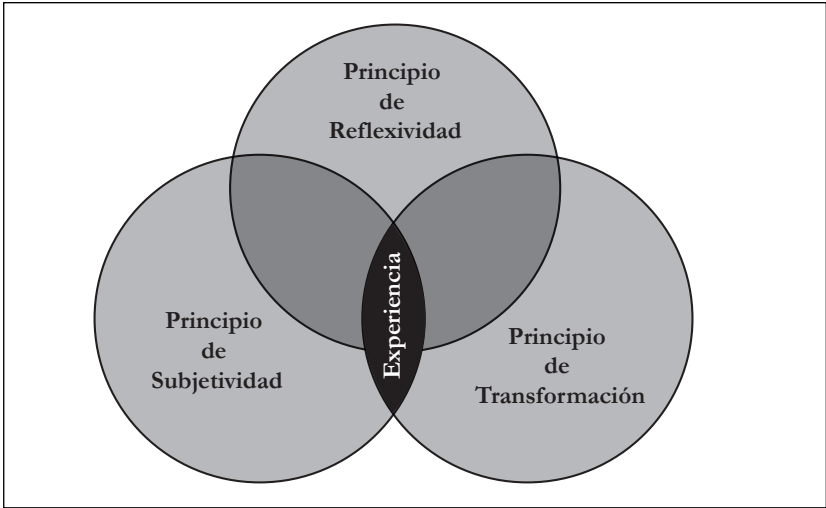 Principio
de
Reflexividad
Principio
de
Subjetividad
Experiencia
Principio
de
Transformación